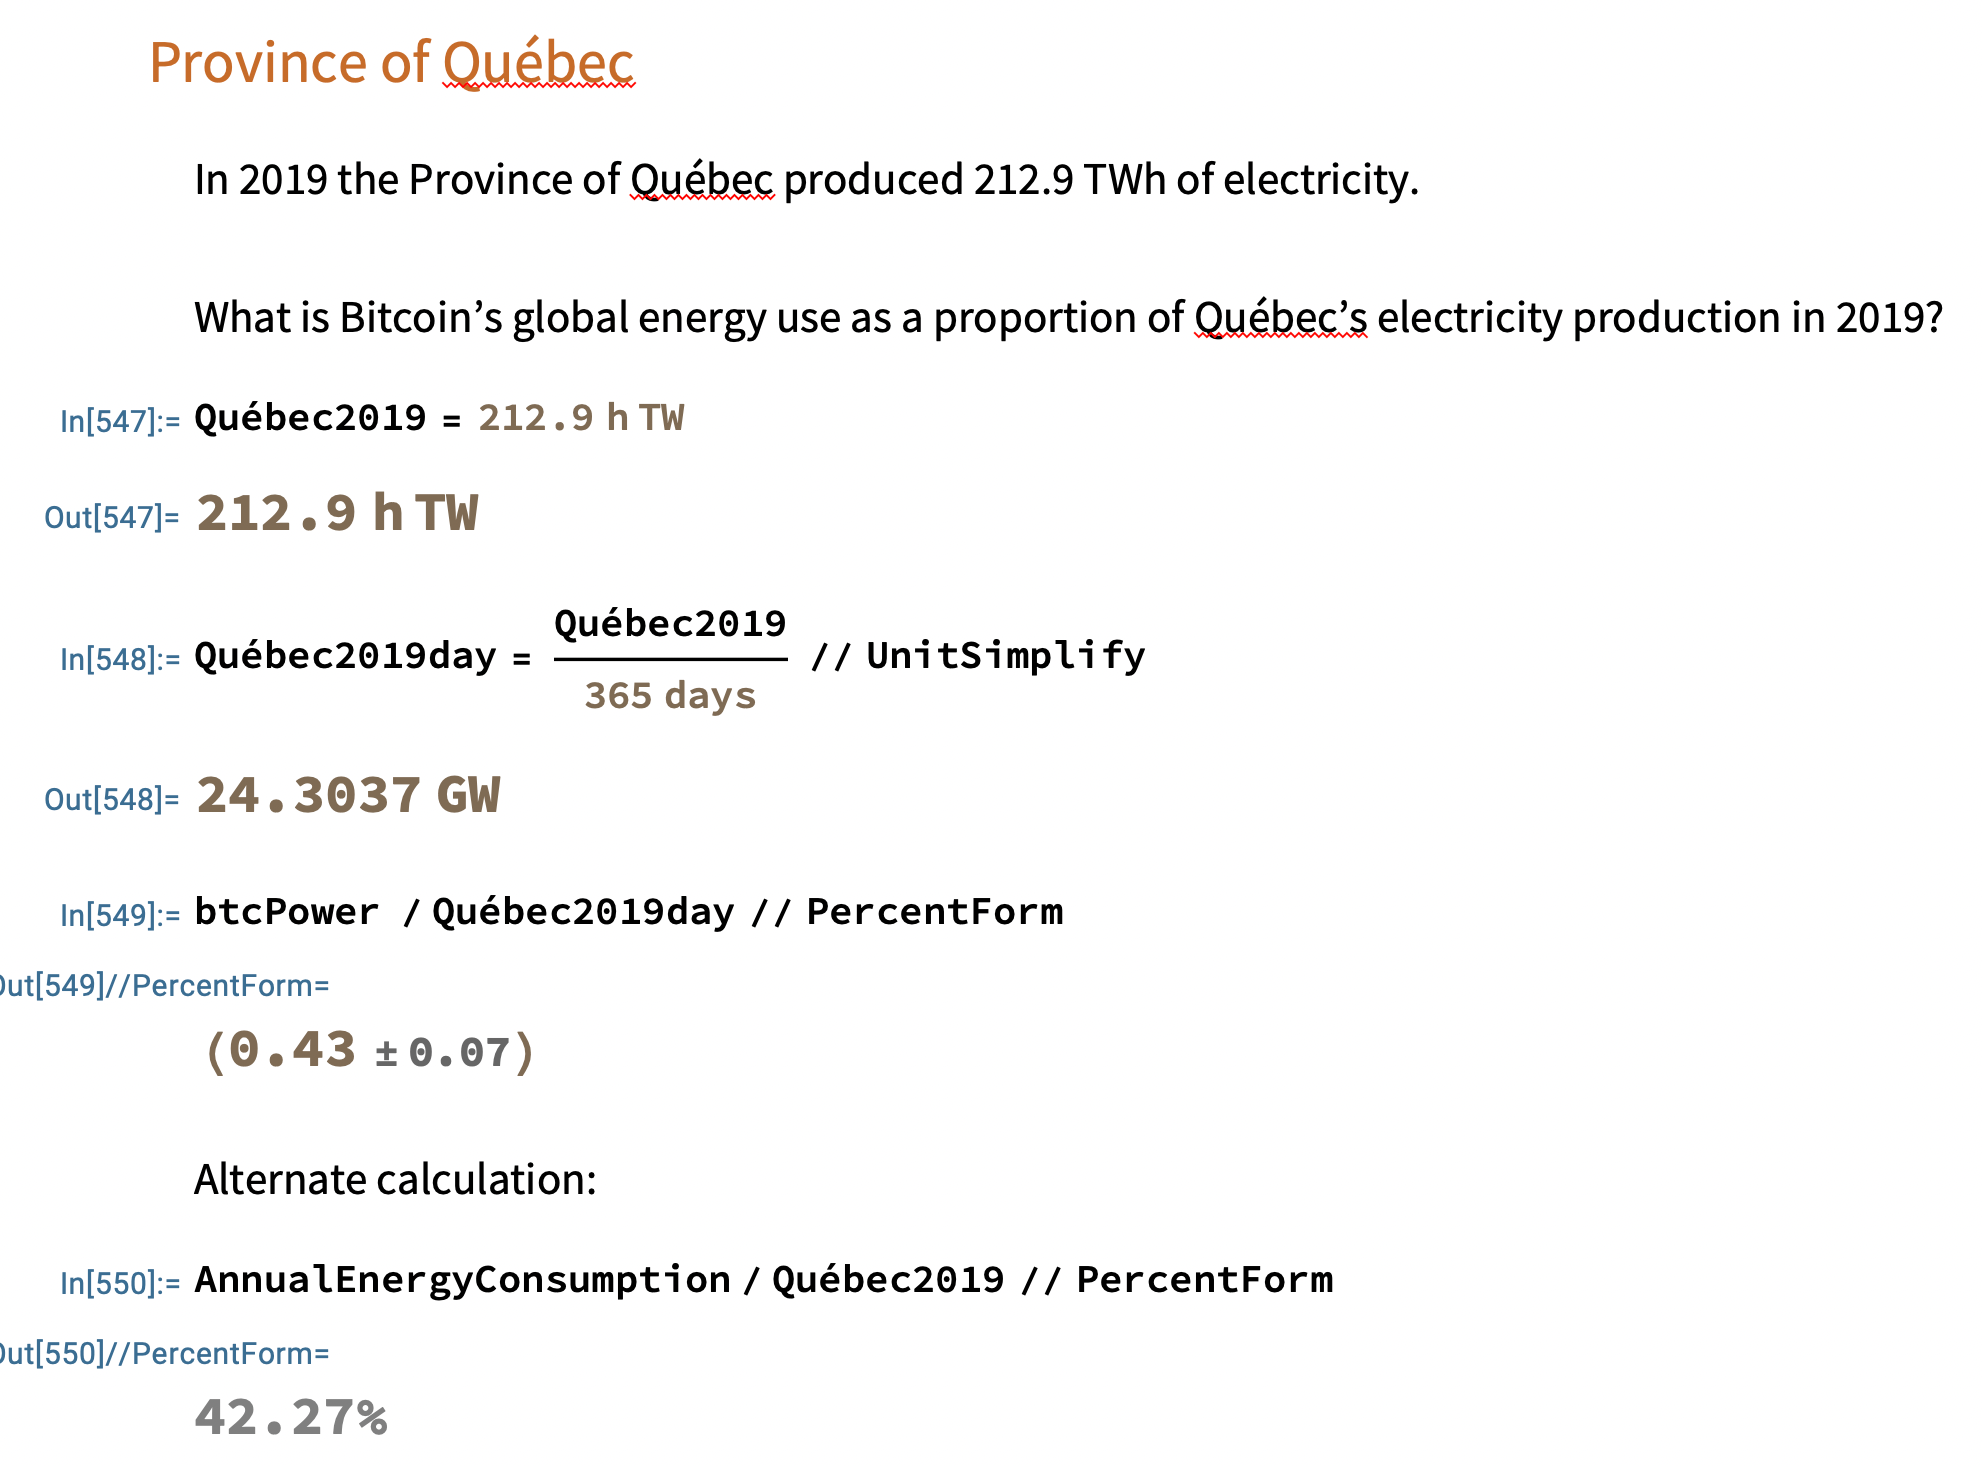 Province of Québec
In 2019 the Province of Québec produced 212.9 TWh of electricity.
What is Bitcoin’s global energy use as a proportion of Québec’s electricity production in 2019?
In[547]:= Québec2019 = 212.9 h TW
Out[547]= 212.9 h TW
In[548]:= Québec2019day = Québec2019 / 365 days // UnitSimplify
Out[548]= 24.3037 GW
In[549]:= btcPower / Québec2019day // PercentForm
Out[549]//PercentForm=
(0.43 ± 0.07)
Alternate calculation:
In[550]:= AnnualEnergyConsumption / Québec2019 // PercentForm
Out[550]//PercentForm=
42.27%